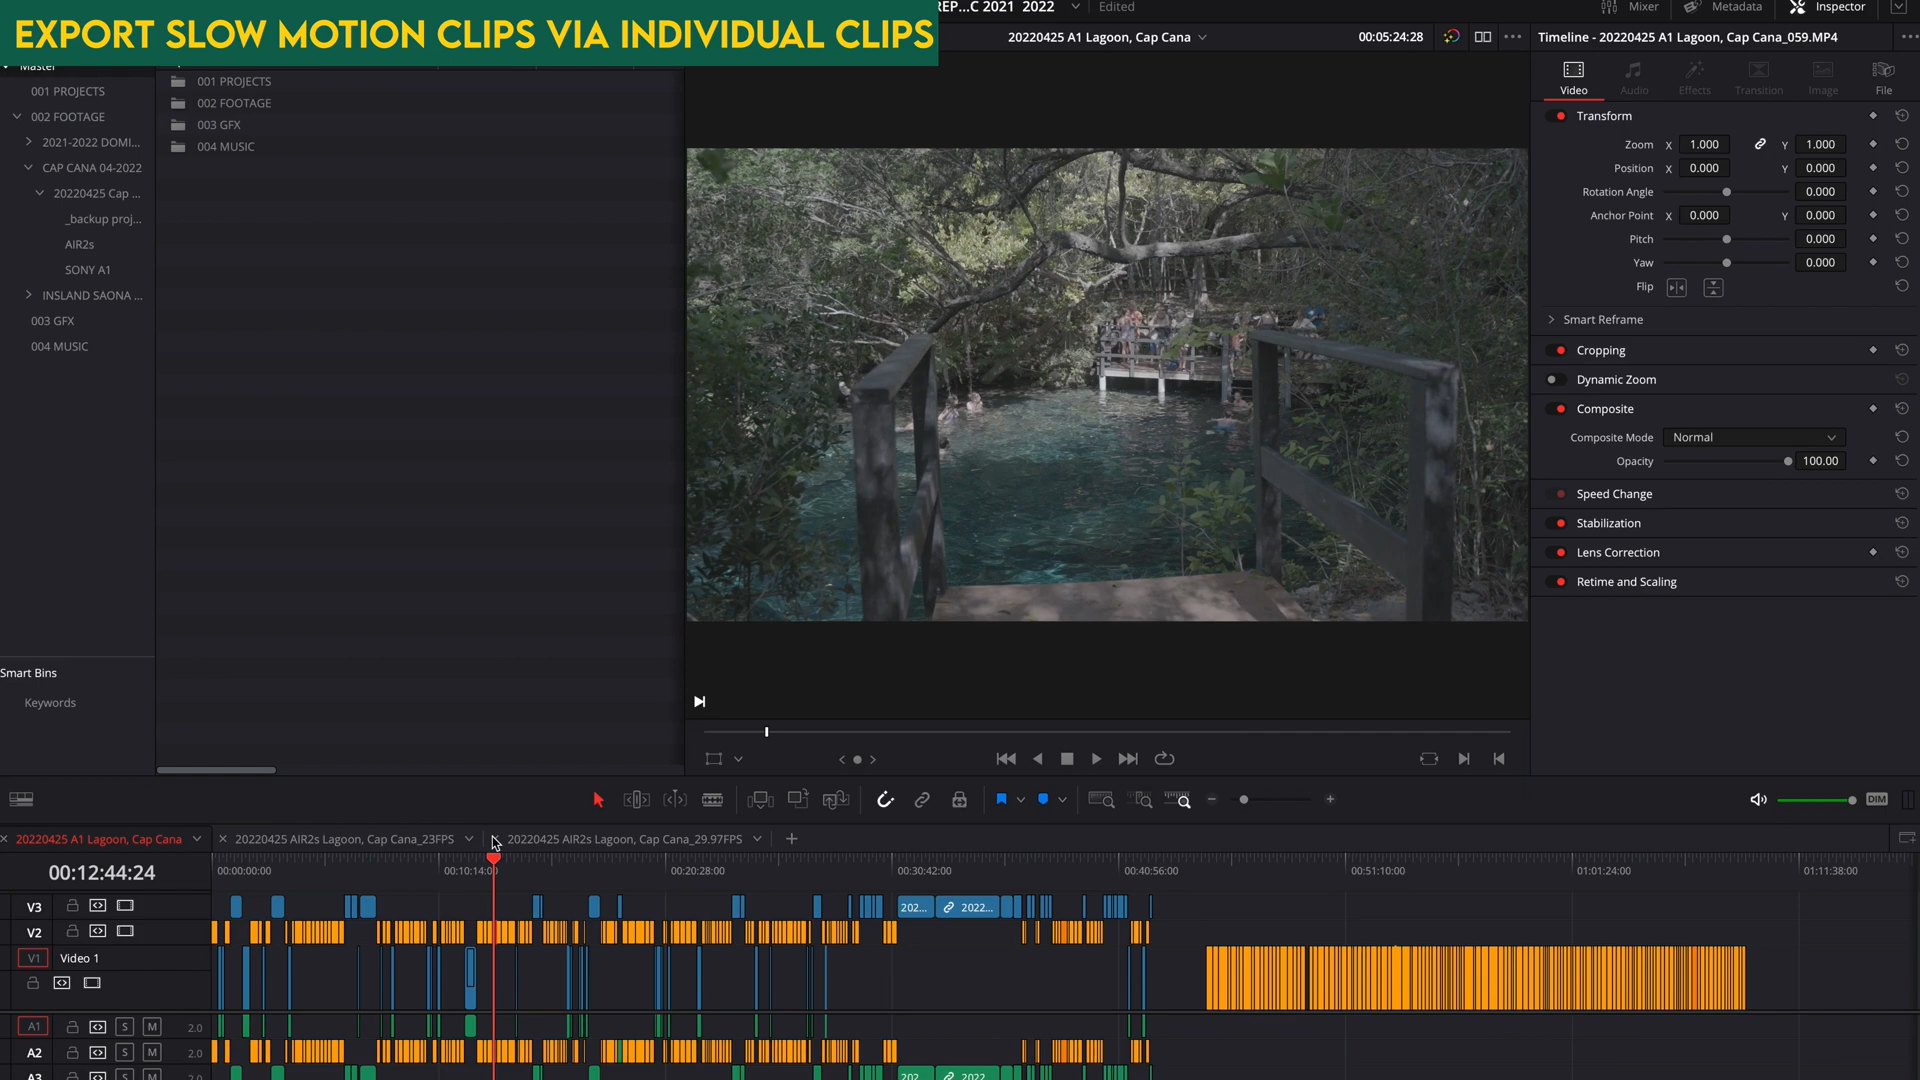 EXPORT SLOW MOTION CLIPS VIA INDIVIDUAL CLIPS
REP...C 2021 2022
Edited
Mixer
Metadata
Inspector
20220425 A1 Lagoon, Cap Cana
00:05:24:28
Timeline - 20220425 A1 Lagoon, Cap Cana_059.MP4
Master
001 PROJECTS
002 FOOTAGE
2021-2022 DOMI...
CAP CANA 04-2022
20220425 Cap ...
_backup proj...
AIR2s
SONY A1
INSLAND SAONA ...
003 GFX
004 MUSIC
001 PROJECTS
002 FOOTAGE
003 GFX
004 MUSIC
Smart Bins
Keywords
Video
Audio
Effects
Transition
Image
File
Transform
Zoom X 1.000 Y 1.000
Position X 0.000 Y 0.000
Rotation Angle 0.000
Anchor Point X 0.000 Y 0.000
Pitch 0.000
Yaw 0.000
Flip
Smart Reframe
Cropping
Dynamic Zoom
Composite
Composite Mode Normal
Opacity 100.00
Speed Change
Stabilization
Lens Correction
Retime and Scaling
DIM
20220425 A1 Lagoon, Cap Cana
20220425 AIR2s Lagoon, Cap Cana_23FPS
20220425 AIR2s Lagoon, Cap Cana_29.97FPS
00:12:44:24
00:00:00:00
00:10:14:00
00:20:28:00
00:30:42:00
00:40:56:00
00:51:10:00
01:01:24:00
01:11:38:00
V3
202...
2022...
V2
V1 Video 1
A1 S M 2.0
A2 S M 2.0
A3 S M 2.0
202...
2022...